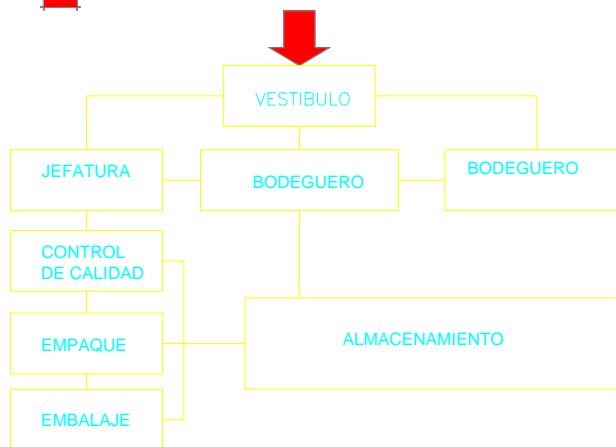 VESTIBULO
JEFATURA
BODEGUERO
BODEGUERO
CONTROL
DE CALIDAD
EMPAQUE
ALMACENAMIENTO
EMBALAJE